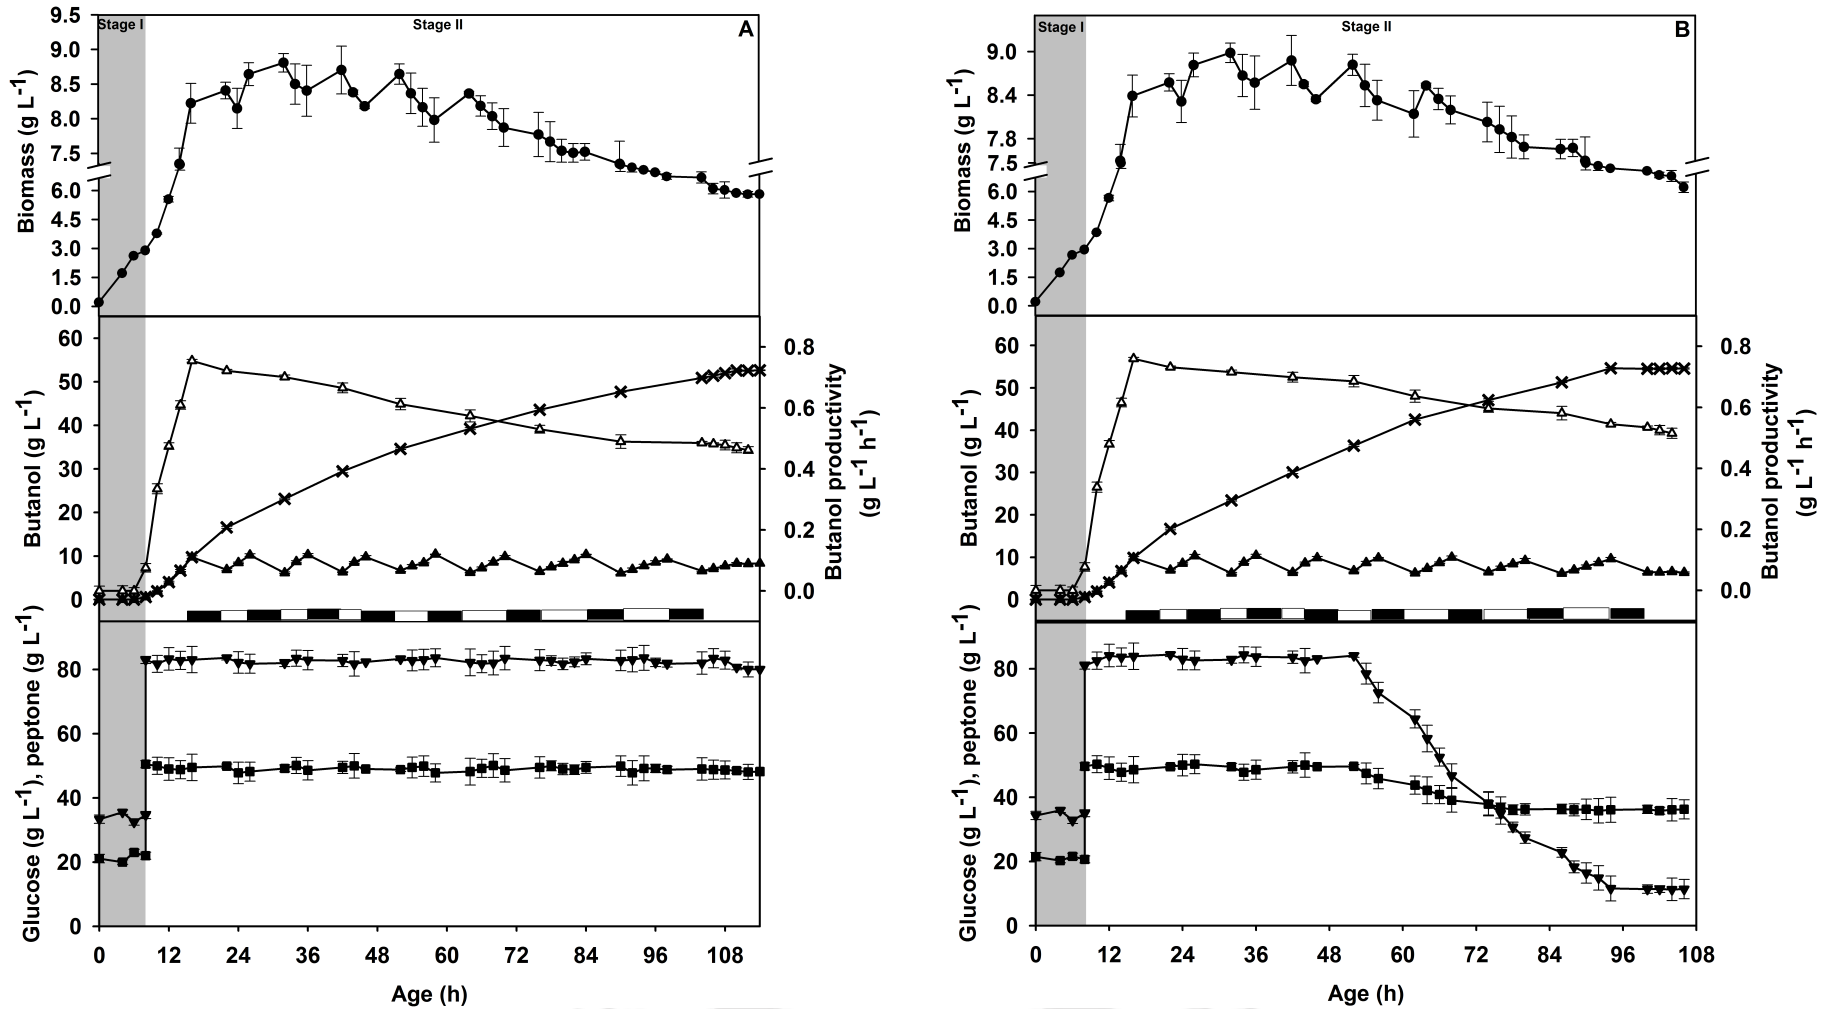 9.5
Stage I
Stage II
A
9.0
8.5
8.0
7.5
6.0
4.5
3.0
1.5
0.0
Biomass (g L-1)
60
50
40
30
20
10
0
Butanol (g L-1)
0.8
0.6
0.4
0.2
0.0
Butanol productivity
(g L-1 h-1)
80
60
40
20
0
Glucose (g L-1), peptone (g L-1)
0 12 24 36 48 60 72 84 96 108
Age (h)
Stage I
Stage II
B
9.0
8.4
7.8
7.5
6.0
4.5
3.0
1.5
0.0
Biomass (g L-1)
60
50
40
30
20
10
0
Butanol (g L-1)
0.8
0.6
0.4
0.2
0.0
Butanol productivity
(g L-1 h-1)
80
60
40
20
0
Glucose (g L-1), peptone (g L-1)
0 12 24 36 48 60 72 84 96 108
Age (h)